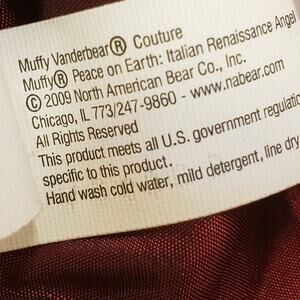 Muffy Vanderbear® Couture
Muffy® Peace on Earth: Italian Renaissance Angel
© 2009 North American Bear Co., Inc.
Chicago, IL 773/247-9860 - www.nabear.com
All Rights Reserved
This product meets all U.S. government regulatio
specific to this product.
Hand wash cold water, mild detergent, line dry